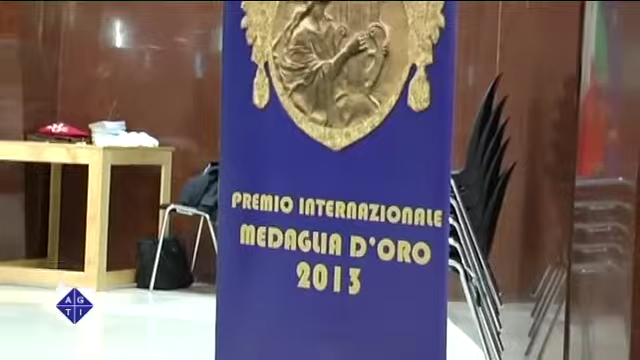 PREMIO INTERNAZIONALE
MEDAGLIA D'ORO
2013
A G
T I